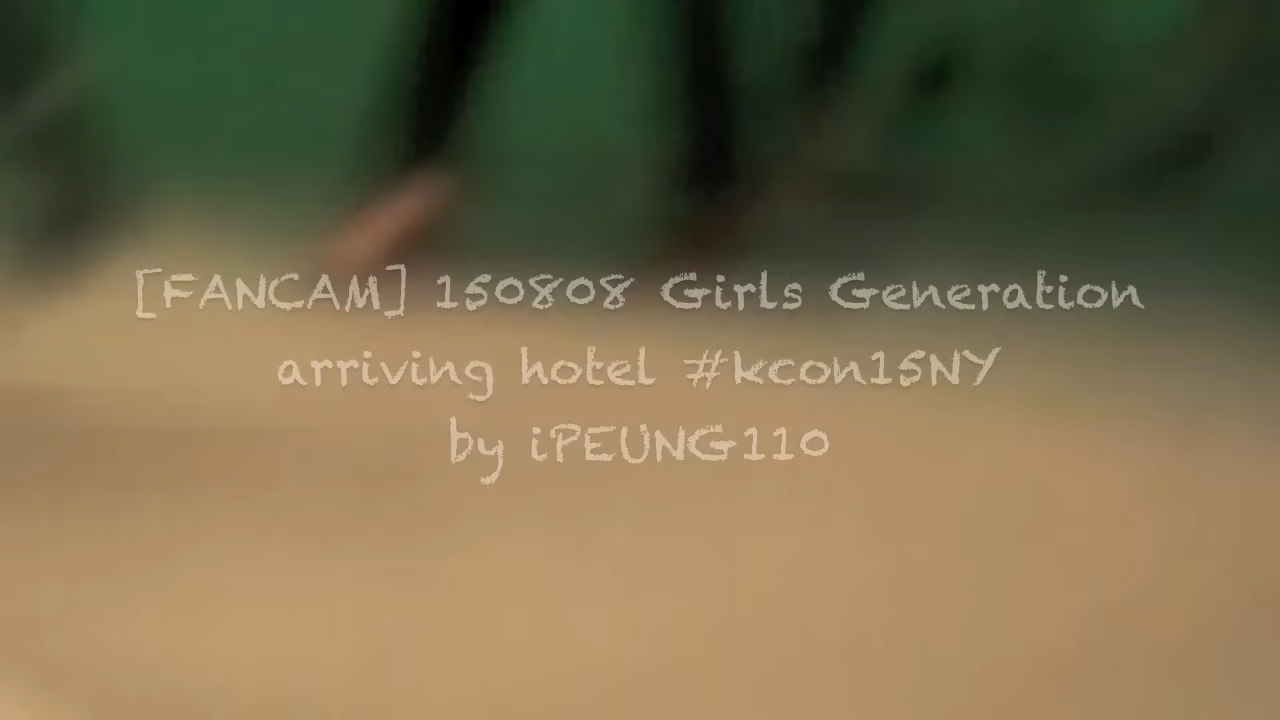 [FANCAM] 150808 Girls Generation
arriving hotel #kcon15NY
by iPEUNG110